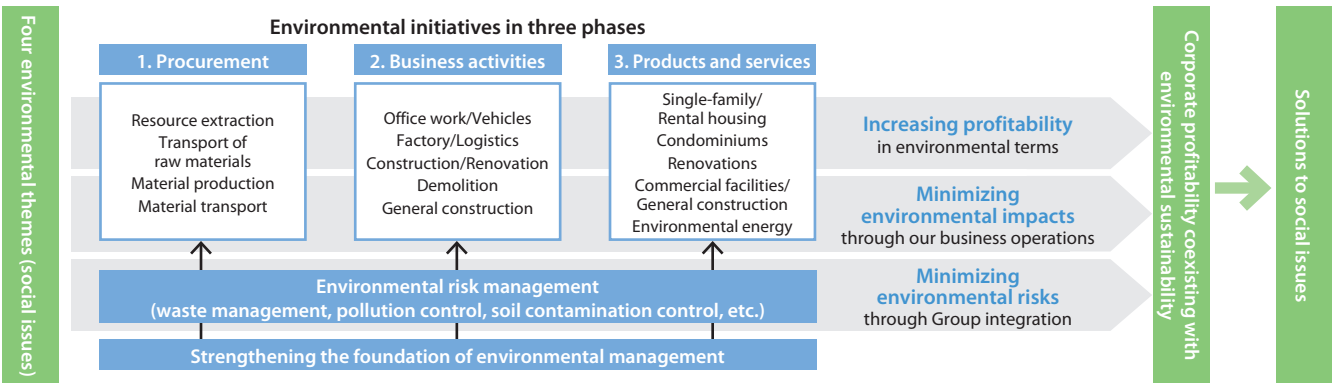 Four environmental themes (social issues)
Environmental initiatives in three phases
1. Procurement
Resource extraction
Transport of
raw materials
Material production
Material transport
2. Business activities
Office work/Vehicles
Factory/Logistics
Construction/Renovation
Demolition
General construction
3. Products and services
Single-family/
Rental housing
Condominiums
Renovations
Commercial facilities/
General construction
Environmental energy
Environmental risk management
(waste management, pollution control, soil contamination control, etc.)
Strengthening the foundation of environmental management
Increasing profitability
in environmental terms
Minimizing
environmental impacts
through our business operations
Minimizing
environmental risks
through Group integration
Corporate profitability coexisting with
environmental sustainability
Solutions to social issues